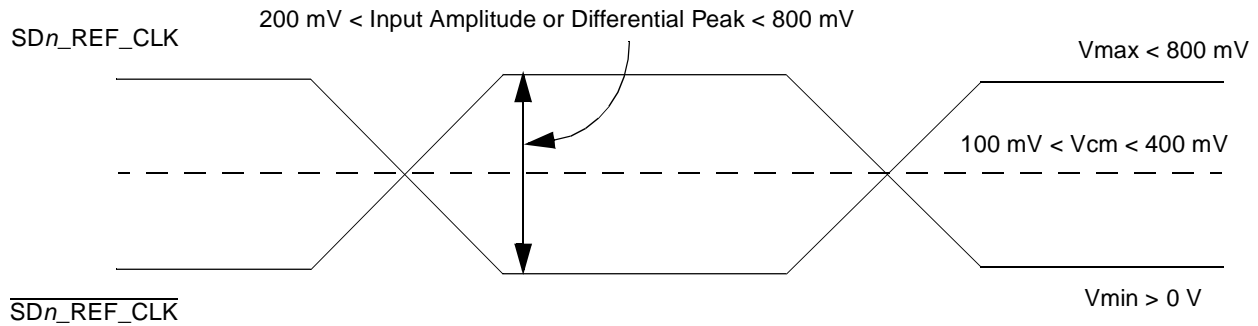 200 mV < Input Amplitude or Differential Peak < 800 mV
SDn_REF_CLK
Vmax < 800 mV
100 mV < Vcm < 400 mV
Vmin > 0 V
SDn_REF_CLK